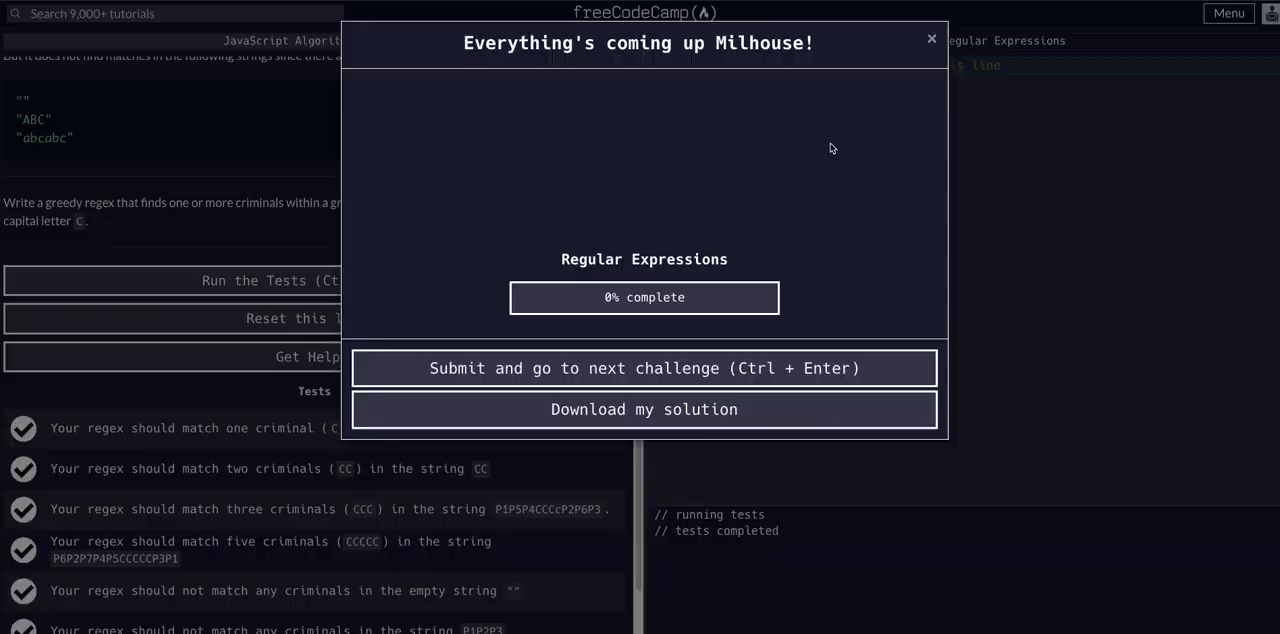 Search 9,000+ tutorials
freeCodeCamp
Menu
JavaScript Algorit
Everything's coming up Milhouse!
×
egular Expressions
But it does not find matches in the following strings since there a
s line
""
"ABC"
"abcabc"
Write a greedy regex that finds one or more criminals within a gr
capital letter C.
Regular Expressions
Run the Tests (Ct
0% complete
Reset this l
Get Help
Submit and go to next challenge (Ctrl + Enter)
Download my solution
Tests
Your regex should match one criminal (C
Your regex should match two criminals (CC) in the string CC
Your regex should match three criminals (CCC) in the string P1P5P4CCCcP2P6P3.
Your regex should match five criminals (CCCCC) in the string
P6P2P7P4P5CCCCCP3P1
Your regex should not match any criminals in the empty string ""
Your regex should not match any criminals in the string P1P2P3
// running tests
// tests completed